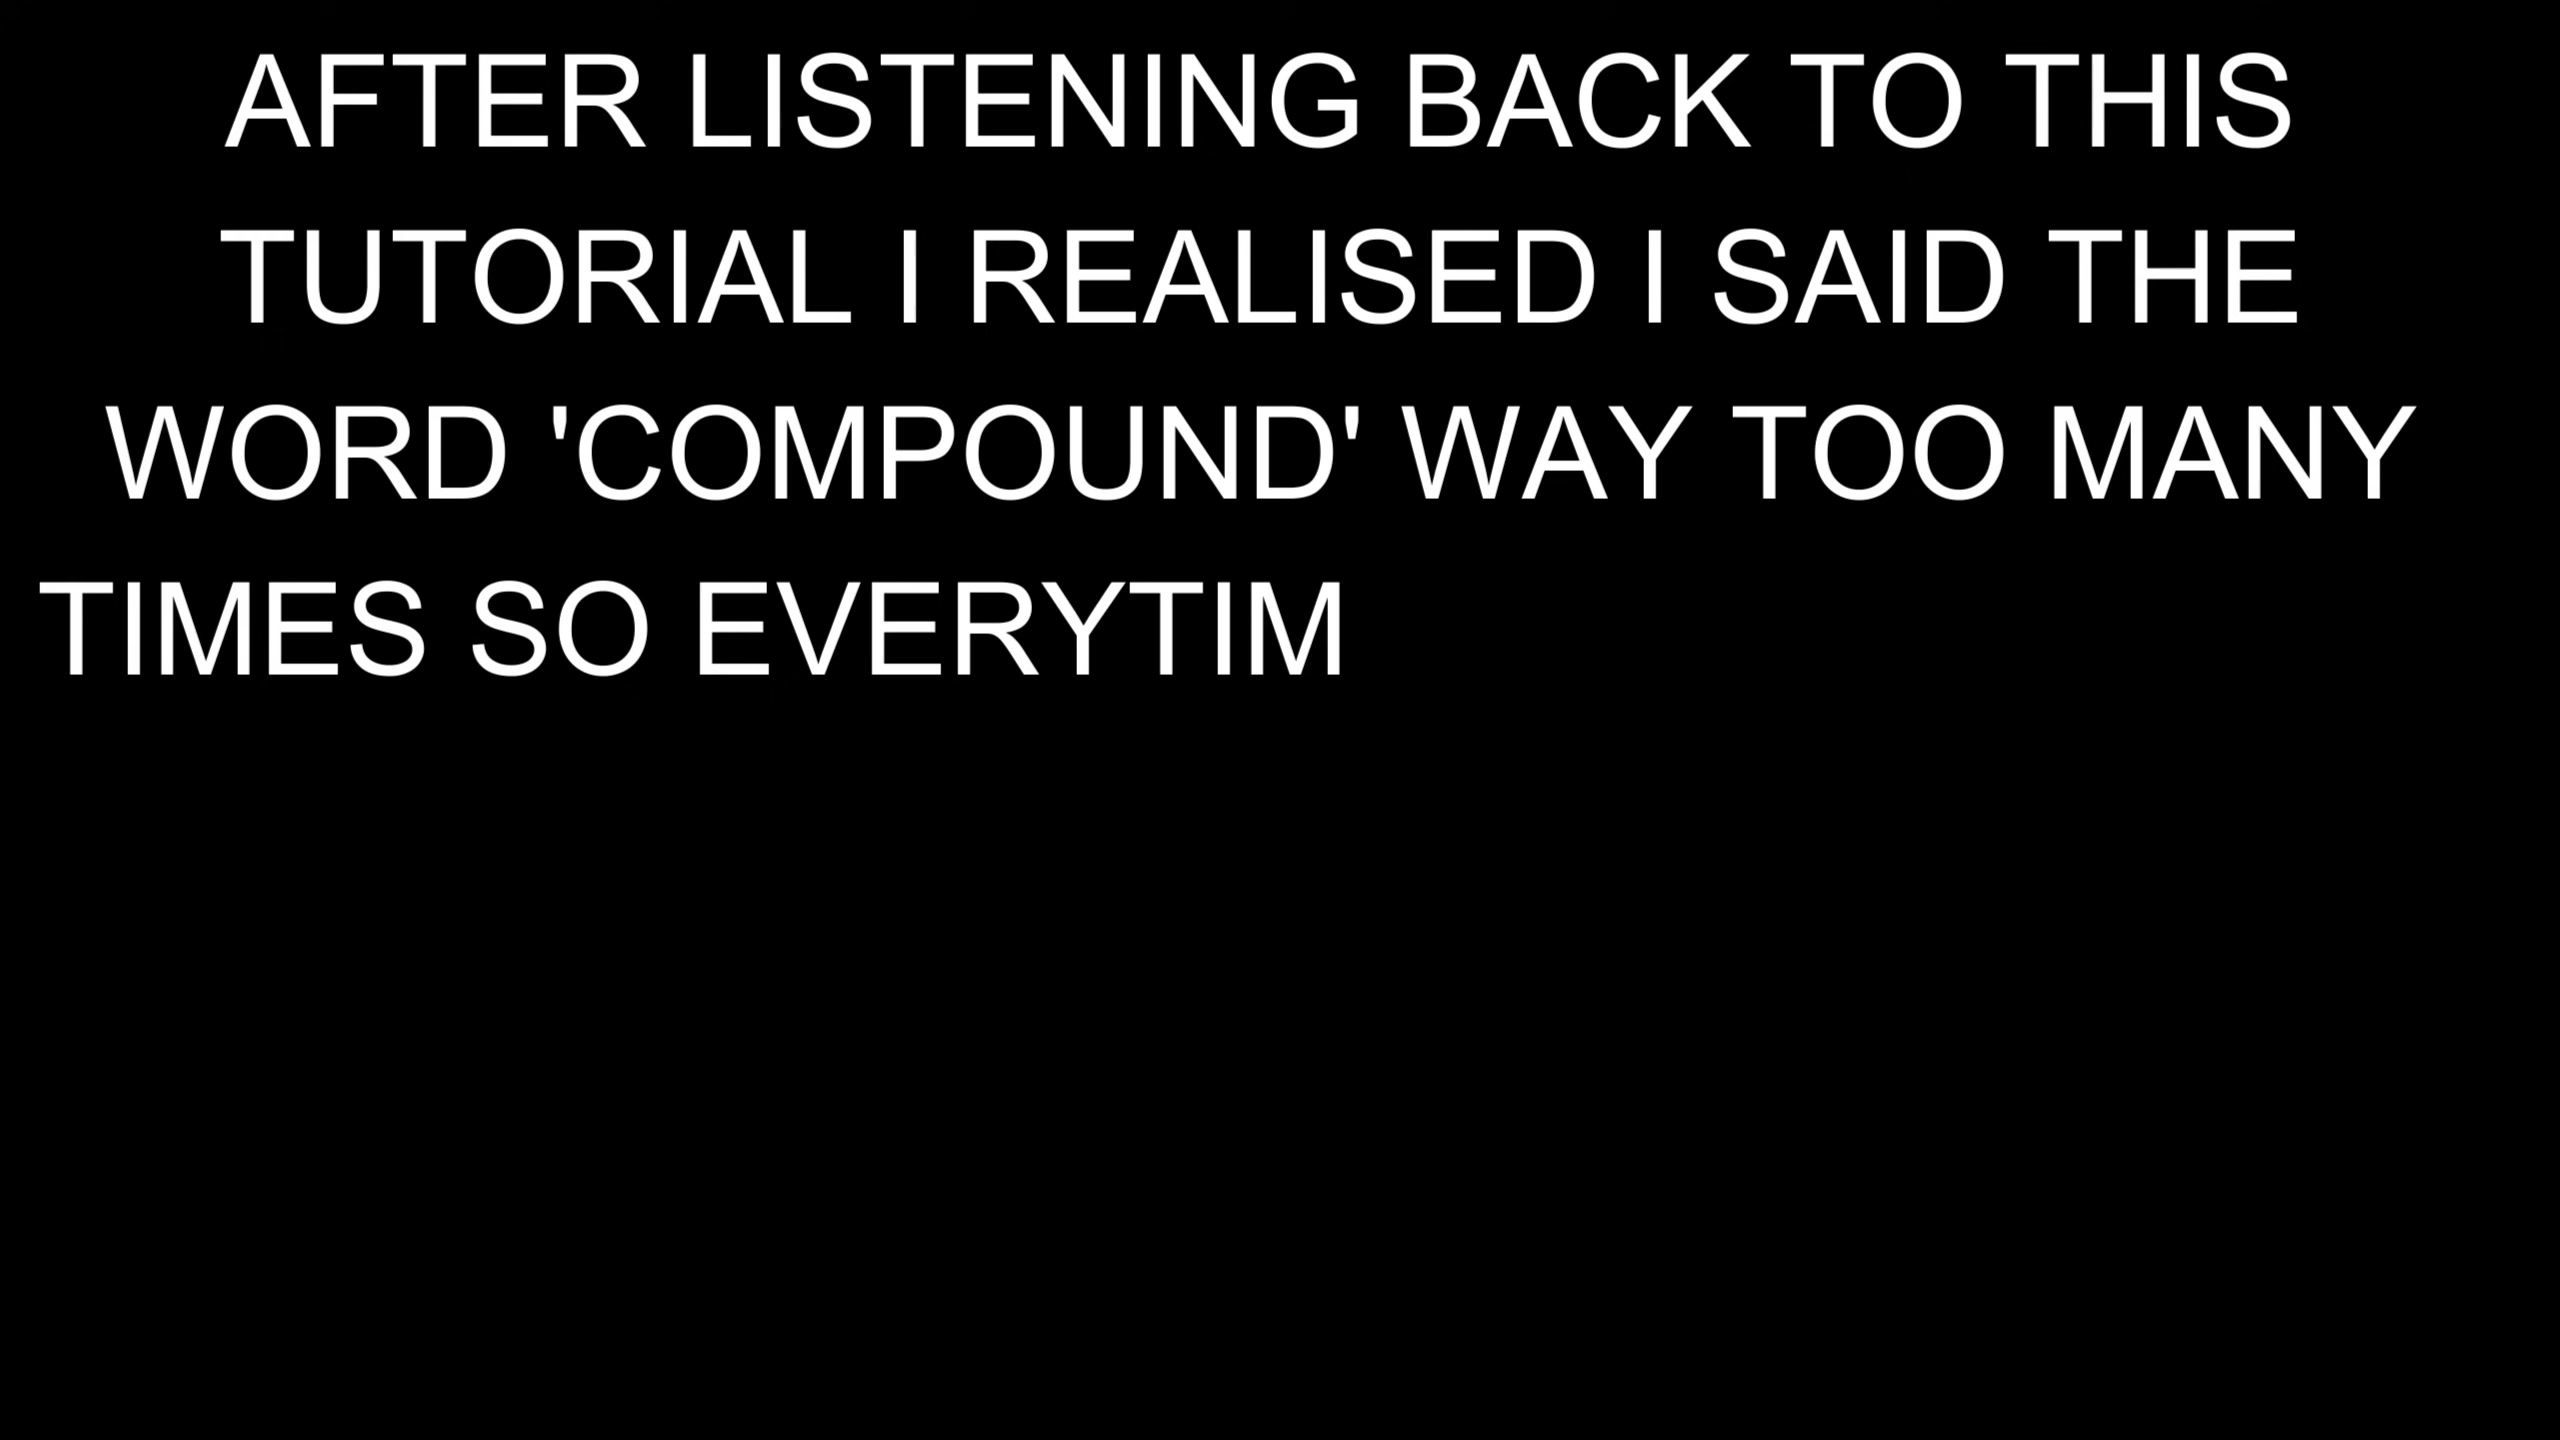 AFTER LISTENING BACK TO THIS
TUTORIAL I REALISED I SAID THE
WORD 'COMPOUND' WAY TOO MANY
TIMES SO EVERYTIM